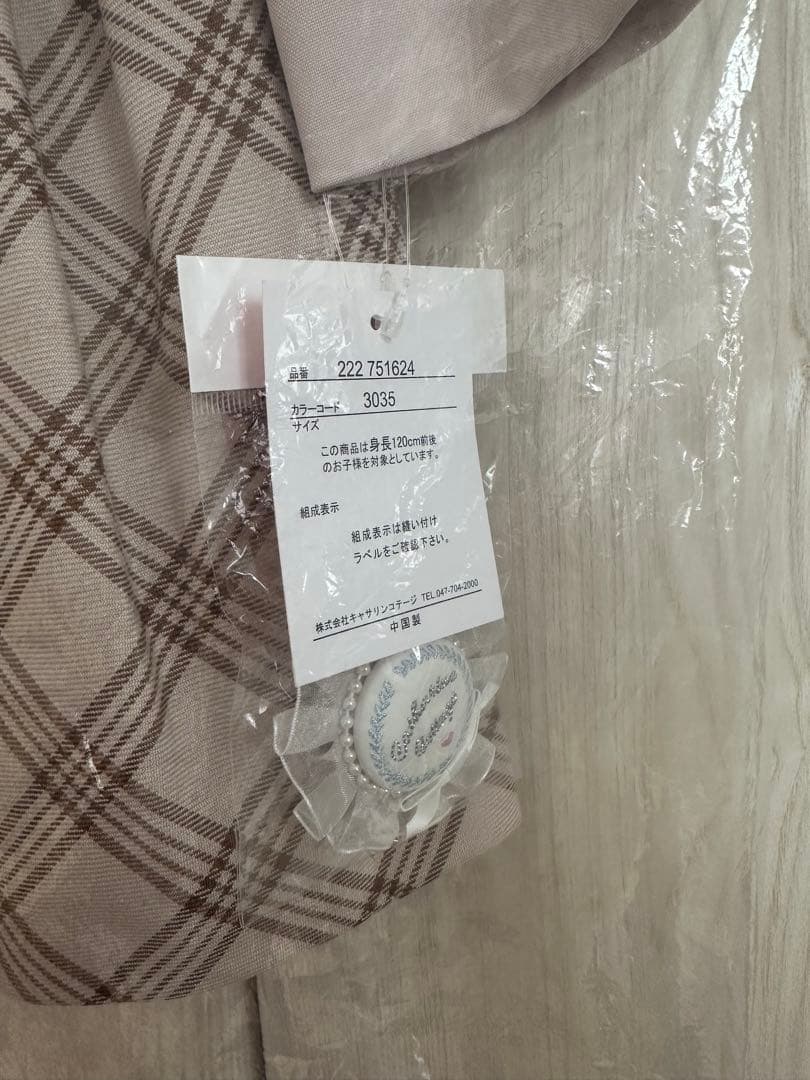 品番 222 751624
カラーコード 3035
サイズ
この商品は身長120cm前後
のお子様を対象としています。
組成表示
組成表示は縫い付け
ラベルをご確認下さい。
株式会社キャサリンコテージ TEL.047-704-2000
中国製
Catherine
Cottage